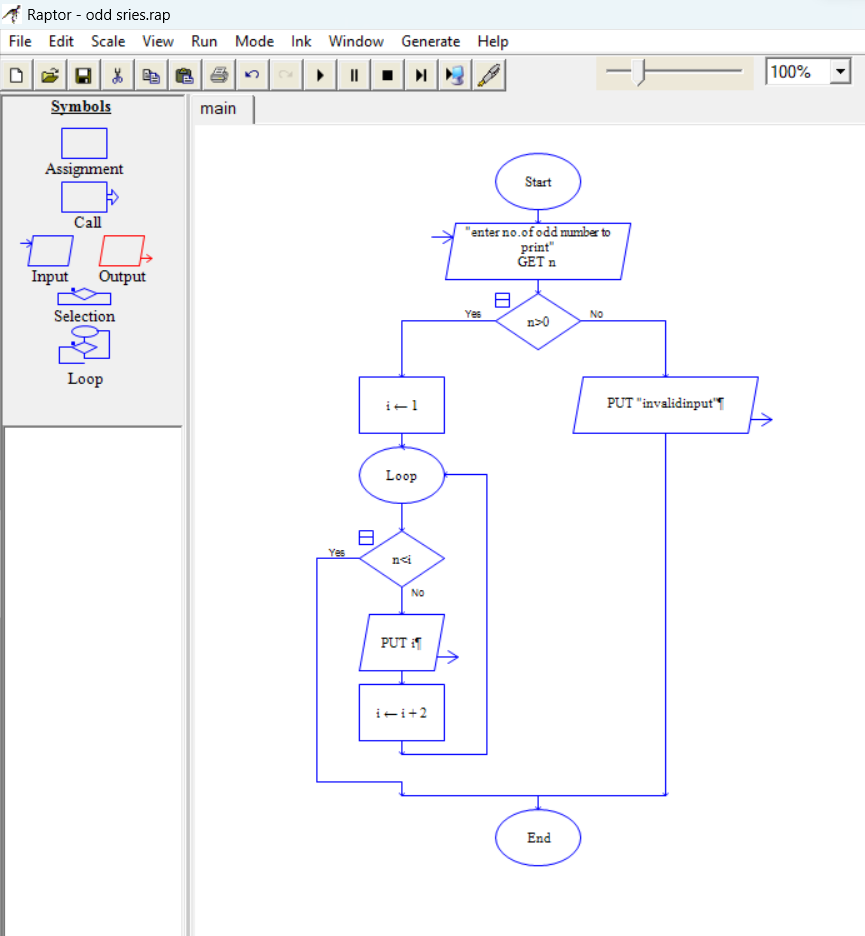 Raptor - odd sries.rap
File Edit Scale View Run Mode Ink Window Generate Help
100%
Symbols
Assignment
Call
Input Output
Selection
Loop
main
Start
"enter no.of odd number to
print"
GET n
Yes n>0 No
i ← 1
PUT "invalidinput"¶
Loop
Yes n<i
No
PUT i¶
i ← i + 2
End